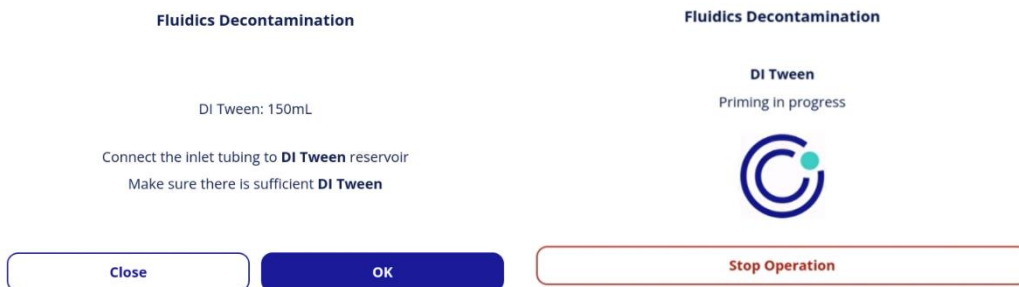 Fluidics Decontamination
DI Tween: 150mL
Connect the inlet tubing to DI Tween reservoir
Make sure there is sufficient DI Tween
Close
OK
Fluidics Decontamination
DI Tween
Priming in progress
Stop Operation